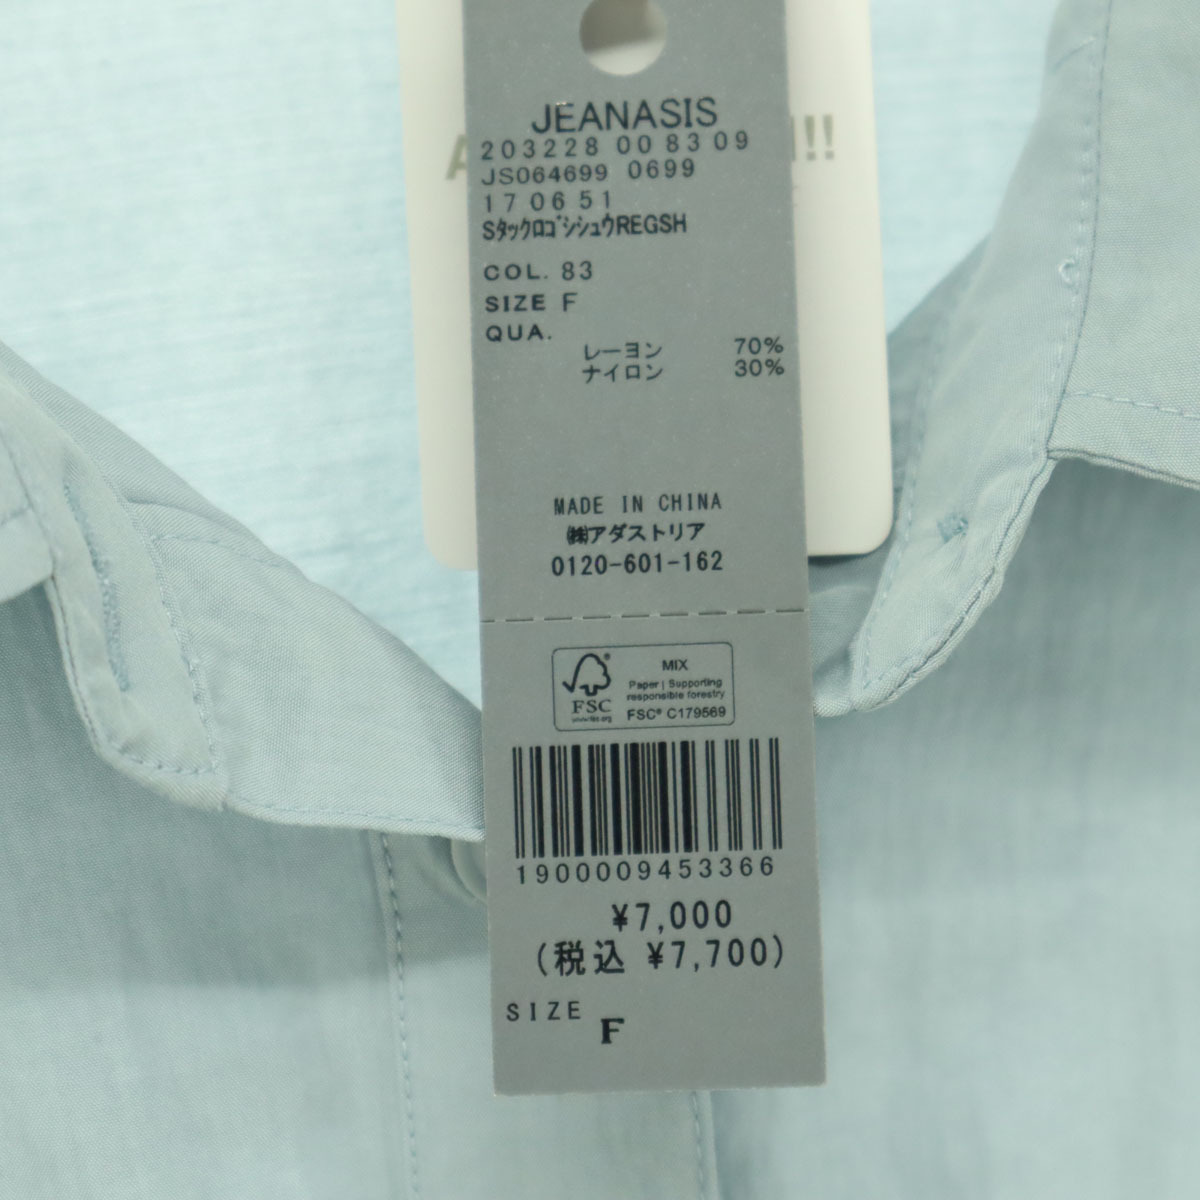 JEANASIS
203228 00 83 09
JS064699 0699
17 06 51
SタックロゴシシュウREGSH
COL. 83
SIZE F
QUA.
レーヨン 70%
ナイロン 30%
MADE IN CHINA
㈱アダストリア
0120-601-162
FSC
www.fsc.org
MIX
Paper | Supporting
responsible forestry
FSC® C179569
1900009453366
¥7,000
(税込 ¥7,700)
SIZE F